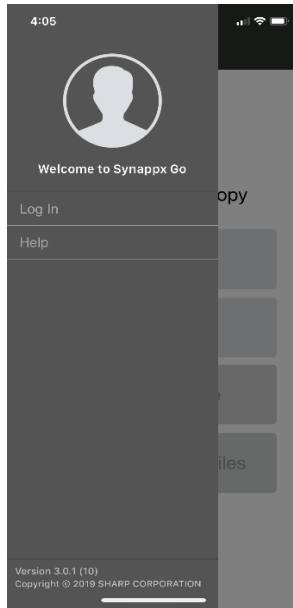 4:05
Welcome to Synappx Go
opy
Log In
Help
iles
Version 3.0.1 (10)
Copyright © 2019 SHARP CORPORATION